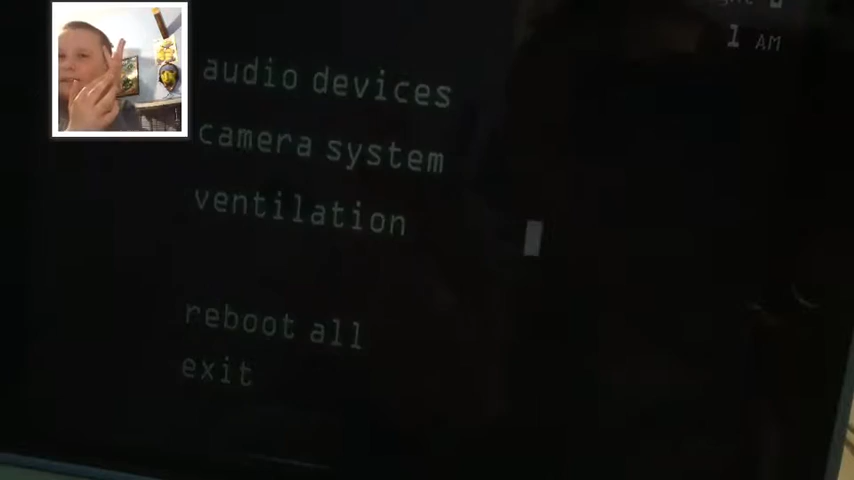 1 AM
audio devices
camera system
ventilation
reboot all
exit